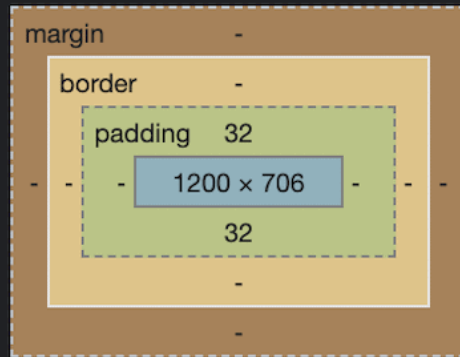 margin -
border -
padding 32
- - - 1200 × 706 - - -
32
-
-